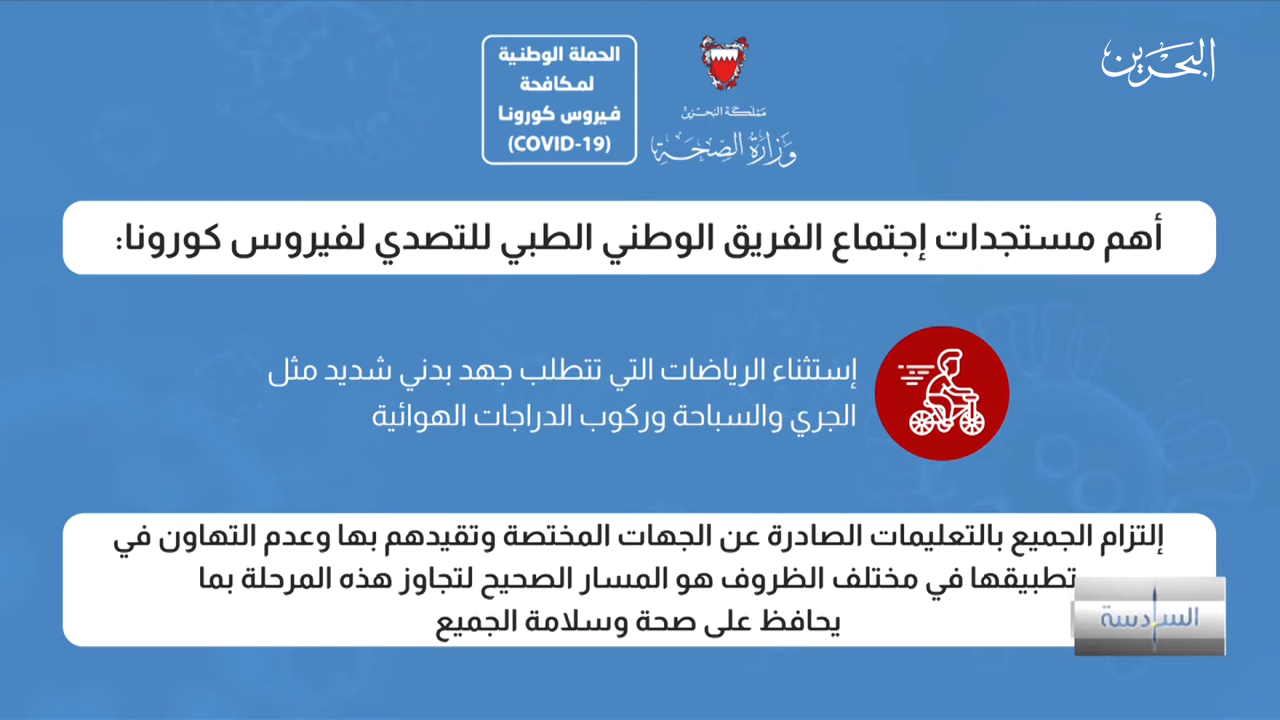 البحرين
الحملة الوطنية
لمكافحة
فيروس كورونا
(COVID-19)
مملكة البحرين
وزارة الصحة
أهم مستجدات إجتماع الفريق الوطني الطبي للتصدي لفيروس كورونا:
إستثناء الرياضات التي تتطلب جهد بدني شديد مثل
الجري والسباحة وركوب الدراجات الهوائية
إلتزام الجميع بالتعليمات الصادرة عن الجهات المختصة وتقيدهم بها وعدم التهاون في
تطبيقها في مختلف الظروف هو المسار الصحيح لتجاوز هذه المرحلة بما
يحافظ على صحة وسلامة الجميع
السادسة